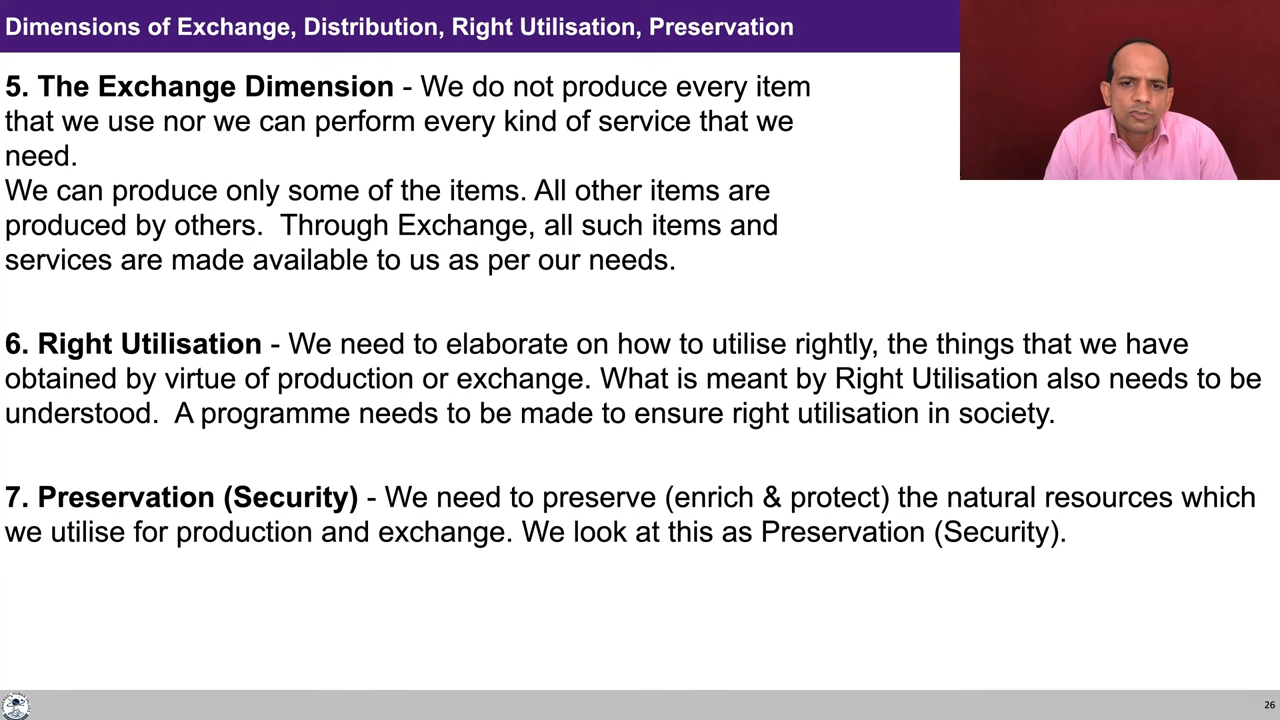 Dimensions of Exchange, Distribution, Right Utilisation, Preservation
5. The Exchange Dimension - We do not produce every item
that we use nor we can perform every kind of service that we
need.
We can produce only some of the items. All other items are
produced by others.  Through Exchange, all such items and
services are made available to us as per our needs.
6. Right Utilisation - We need to elaborate on how to utilise rightly, the things that we have
obtained by virtue of production or exchange. What is meant by Right Utilisation also needs to be
understood.  A programme needs to be made to ensure right utilisation in society.
7. Preservation (Security) - We need to preserve (enrich & protect) the natural resources which
we utilise for production and exchange. We look at this as Preservation (Security).
26